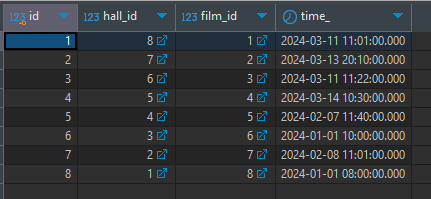 123 id 123 hall_id 123 film_id time_
1 8 1 2024-03-11 11:01:00.000
2 7 2 2024-03-13 20:10:00.000
3 6 3 2024-03-11 11:22:00.000
4 5 4 2024-03-14 10:30:00.000
5 4 5 2024-02-07 11:40:00.000
6 3 6 2024-01-01 10:00:00.000
7 2 7 2024-02-08 11:01:00.000
8 1 8 2024-01-01 08:00:00.000